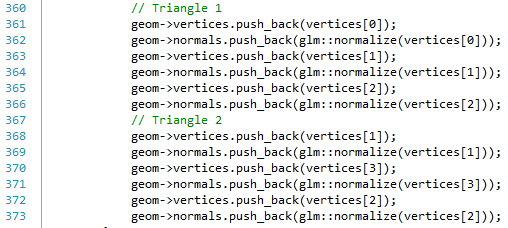 360 // Triangle 1
361 geom->vertices.push_back(vertices[0]);
362 geom->normals.push_back(glm::normalize(vertices[0]));
363 geom->vertices.push_back(vertices[1]);
364 geom->normals.push_back(glm::normalize(vertices[1]));
365 geom->vertices.push_back(vertices[2]);
366 geom->normals.push_back(glm::normalize(vertices[2]));
367 // Triangle 2
368 geom->vertices.push_back(vertices[1]);
369 geom->normals.push_back(glm::normalize(vertices[1]));
370 geom->vertices.push_back(vertices[3]);
371 geom->normals.push_back(glm::normalize(vertices[3]));
372 geom->vertices.push_back(vertices[2]);
373 geom->normals.push_back(glm::normalize(vertices[2]));